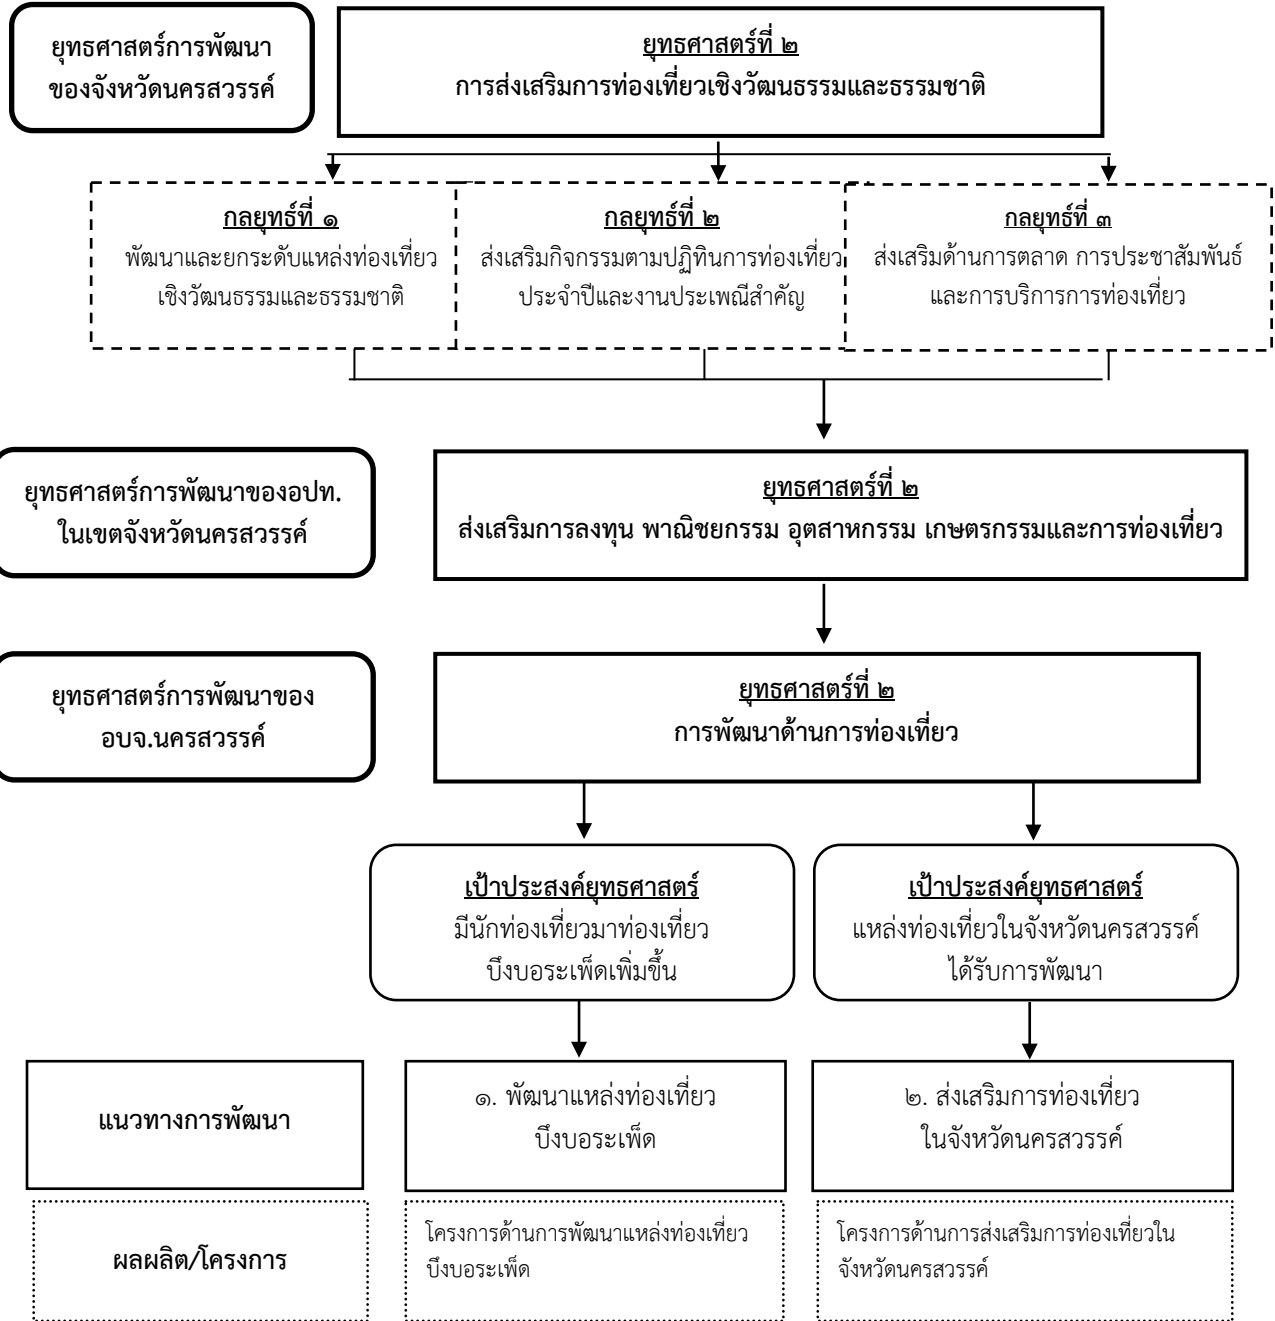 ยุทธศาสตร์การพัฒนา
ของจังหวัดนครสวรรค์
ยุทธศาสตร์ที่ ๒
การส่งเสริมการท่องเที่ยวเชิงวัฒนธรรมและธรรมชาติ
กลยุทธ์ที่ ๑
พัฒนาและยกระดับแหล่งท่องเที่ยว
เชิงวัฒนธรรมและธรรมชาติ
กลยุทธ์ที่ ๒
ส่งเสริมกิจกรรมตามปฏิทินการท่องเที่ยว
ประจำปีและงานประเพณีสำคัญ
กลยุทธ์ที่ ๓
ส่งเสริมด้านการตลาด การประชาสัมพันธ์
และการบริการการท่องเที่ยว
ยุทธศาสตร์การพัฒนาของอปท.
ในเขตจังหวัดนครสวรรค์
ยุทธศาสตร์ที่ ๒
ส่งเสริมการลงทุน พาณิชยกรรม อุตสาหกรรม เกษตรกรรมและการท่องเที่ยว
ยุทธศาสตร์การพัฒนาของ
อบจ.นครสวรรค์
ยุทธศาสตร์ที่ ๒
การพัฒนาด้านการท่องเที่ยว
เป้าประสงค์ยุทธศาสตร์
มีนักท่องเที่ยวมาท่องเที่ยว
บึงบอระเพ็ดเพิ่มขึ้น
เป้าประสงค์ยุทธศาสตร์
แหล่งท่องเที่ยวในจังหวัดนครสวรรค์
ได้รับการพัฒนา
แนวทางการพัฒนา
๑. พัฒนาแหล่งท่องเที่ยว
บึงบอระเพ็ด
๒. ส่งเสริมการท่องเที่ยว
ในจังหวัดนครสวรรค์
ผลผลิต/โครงการ
โครงการด้านการพัฒนาแหล่งท่องเที่ยว
บึงบอระเพ็ด
โครงการด้านการส่งเสริมการท่องเที่ยวใน
จังหวัดนครสวรรค์